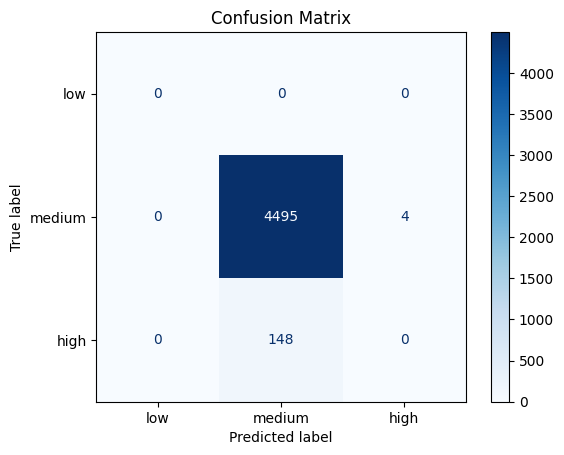 Confusion Matrix
True label
low
medium
high
0 0 0
0 4495 4
0 148 0
low medium high
Predicted label
4000
3500
3000
2500
2000
1500
1000
500
0